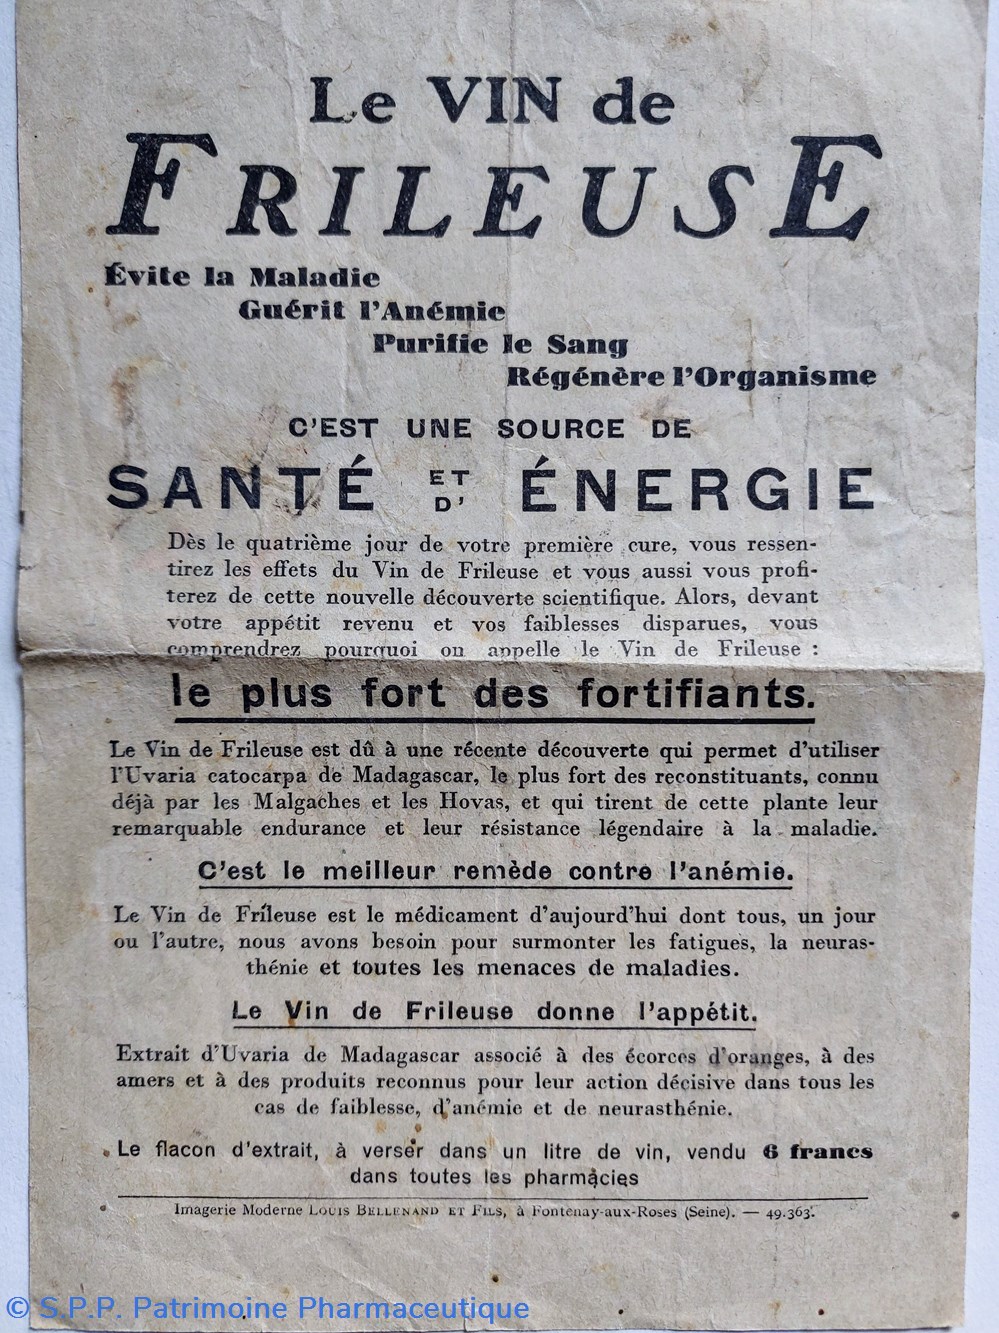 Le VIN de
FRILEUSE
Évite la Maladie
Guérit l'Anémie
Purifie le Sang
Régénère l'Organisme
C'EST UNE SOURCE DE
SANTÉ ET D' ÉNERGIE
Dès le quatrième jour de votre première cure, vous ressen-
tirez les effets du Vin de Frileuse et vous aussi vous profi-
terez de cette nouvelle découverte scientifique. Alors, devant
votre appétit revenu et vos faiblesses disparues, vous
comprendrez pourquoi on appelle le Vin de Frileuse :
le plus fort des fortifiants.
Le Vin de Frileuse est dû à une récente découverte qui permet d'utiliser
l'Uvaria catocarpa de Madagascar, le plus fort des reconstituants, connu
déjà par les Malgaches et les Hovas, et qui tirent de cette plante leur
remarquable endurance et leur résistance légendaire à la maladie.
C'est le meilleur remède contre l'anémie.
Le Vin de Frileuse est le médicament d'aujourd'hui dont tous, un jour
ou l'autre, nous avons besoin pour surmonter les fatigues, la neuras-
thénie et toutes les menaces de maladies.
Le Vin de Frileuse donne l'appétit.
Extrait d'Uvaria de Madagascar associé à des écorces d'oranges, à des
amers et à des produits reconnus pour leur action décisive dans tous les
cas de faiblesse, d'anémie et de neurasthénie.
Le flacon d'extrait, à verser dans un litre de vin, vendu 6 francs
dans toutes les pharmacies
Imagerie Moderne LOUIS BELLENAND ET FILS, à Fontenay-aux-Roses (Seine). — 49.363.
© S.P.P. Patrimoine Pharmaceutique